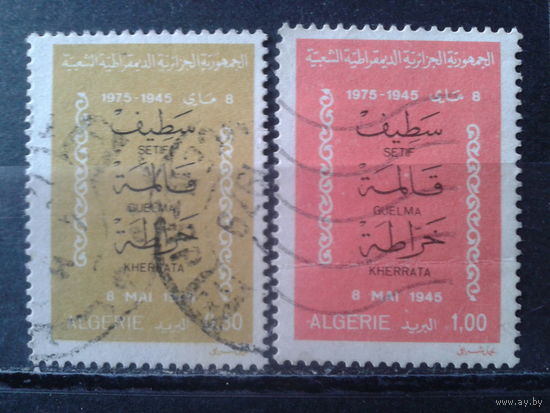 الجمهورية الجزائرية الديمقراطية الشعبية
8 ماي 1945-1975
سطيف
SETIF
قالمة
GUELMA
خراطة
KHERRATA
8 MAI
ALGERIE البريد
الجمهورية الجزائرية الديمقراطية الشعبية
8 ماي 1945-1975
سطيف
SETIF
قالمة
GUELMA
خراطة
KHERRATA
8 MAI 1945
ALGERIE البريد 1,00
www.ay.by